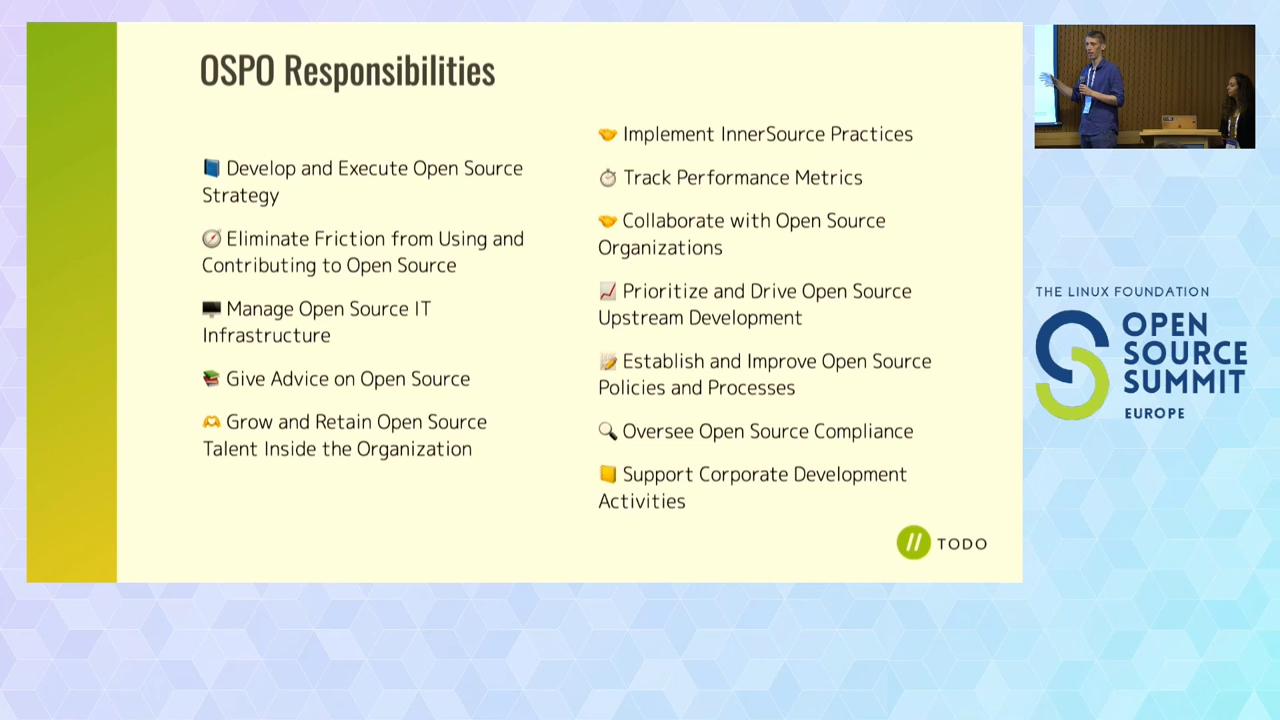 OSPO Responsibilities
📘 Develop and Execute Open Source
Strategy
🧭 Eliminate Friction from Using and
Contributing to Open Source
🖥️ Manage Open Source IT
Infrastructure
📚 Give Advice on Open Source
🫶 Grow and Retain Open Source
Talent Inside the Organization
🤝 Implement InnerSource Practices
⏱️ Track Performance Metrics
🤝 Collaborate with Open Source
Organizations
📈 Prioritize and Drive Open Source
Upstream Development
📝 Establish and Improve Open Source
Policies and Processes
🔍 Oversee Open Source Compliance
📒 Support Corporate Development
Activities
// TODO
THE LINUX FOUNDATION
OPEN
SOURCE
SUMMIT
EUROPE